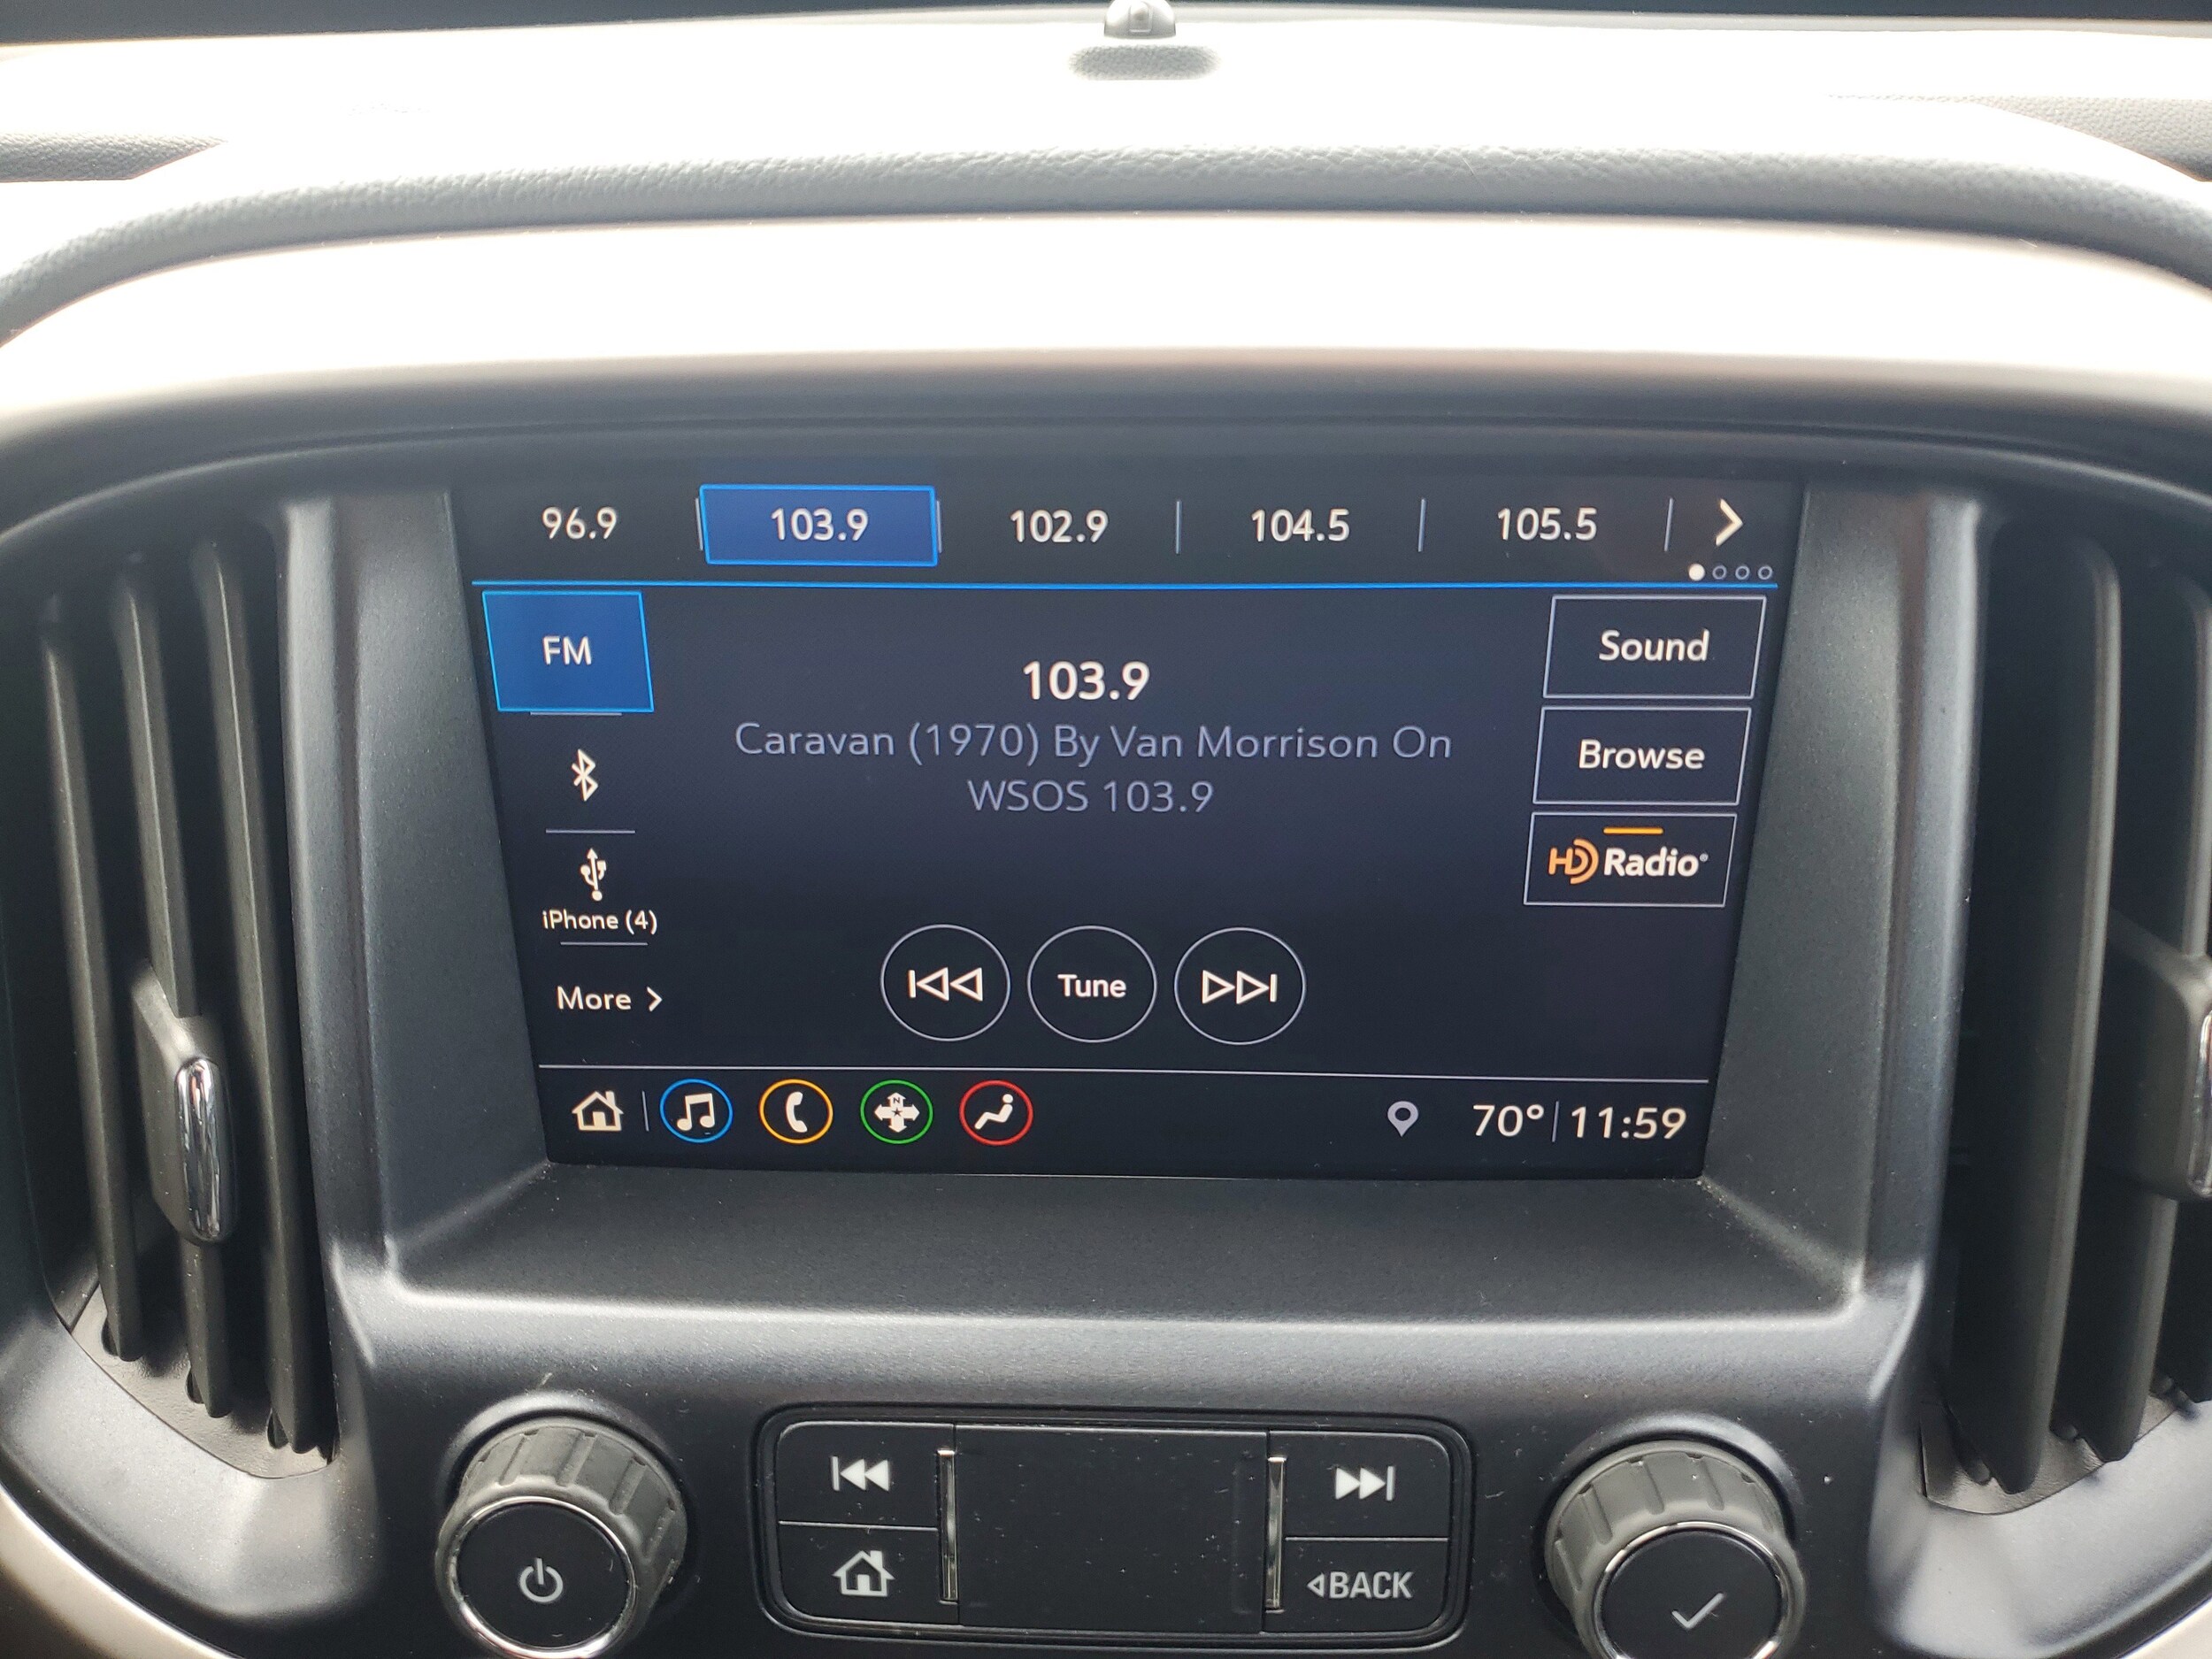 96.9 103.9 102.9 104.5 105.5
FM
103.9
Sound
Caravan (1970) By Van Morrison On
WSOS 103.9
Browse
HD Radio®
iPhone (4)
More
Tune
N
70° 11:59
BACK